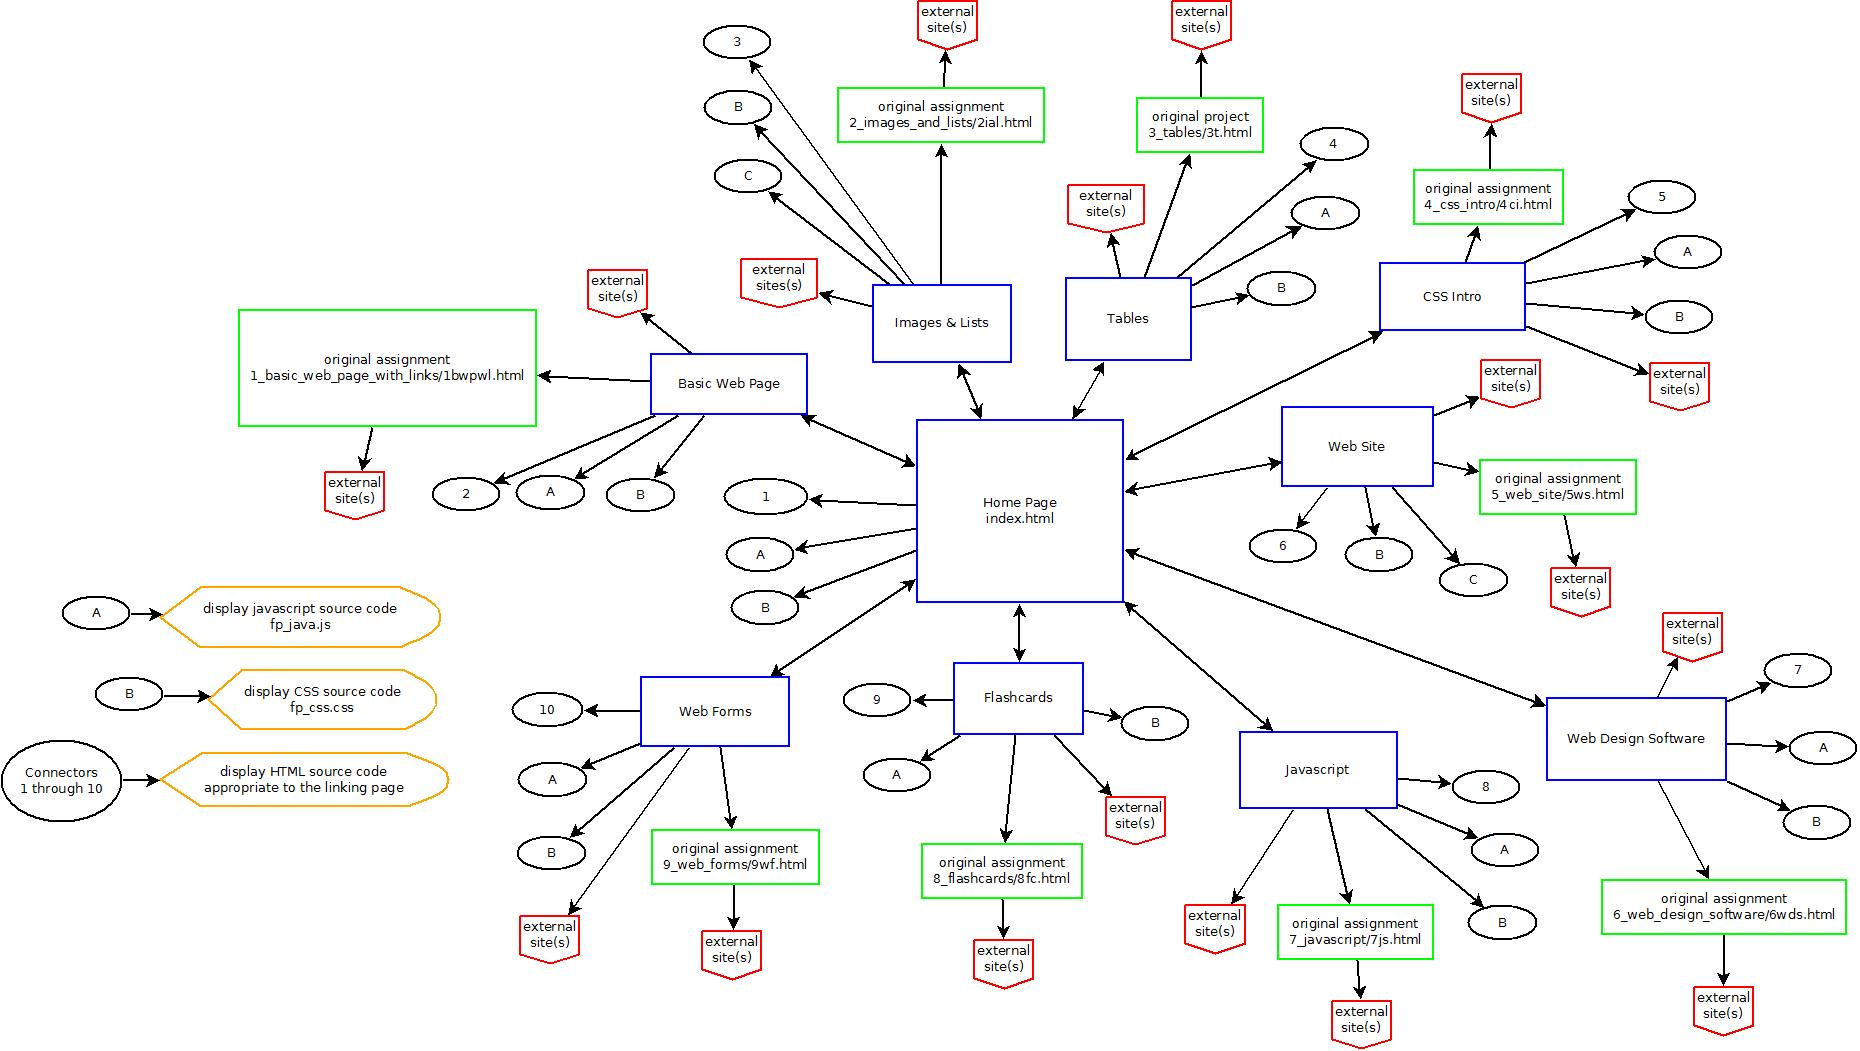 external
site(s)
external
site(s)
3
external
site(s)
B
original assignment
2_images_and_lists/2ial.html
original project
3_tables/3t.html
4
C
original assignment
4_css_intro/4ci.html
5
external
site(s)
A
A
external
sites(s)
external
site(s)
B
CSS Intro
B
Images & Lists
Tables
original assignment
1_basic_web_page_with_links/1bwpwl.html
Basic Web Page
external
site(s)
external
site(s)
Web Site
external
site(s)
2
A
B
1
Home Page
index.html
original assignment
5_web_site/5ws.html
A
6
B
C
external
site(s)
B
A
display javascript source code
fp_java.js
external
site(s)
7
B
display CSS source code
fp_css.css
10
Web Forms
9
Flashcards
B
Web Design Software
A
Connectors
1 through 10
display HTML source code
appropriate to the linking page
A
A
Javascript
8
external
site(s)
B
B
original assignment
9_web_forms/9wf.html
original assignment
8_flashcards/8fc.html
A
external
site(s)
external
site(s)
external
site(s)
external
site(s)
original assignment
7_javascript/7js.html
B
original assignment
6_web_design_software/6wds.html
external
site(s)
external
site(s)